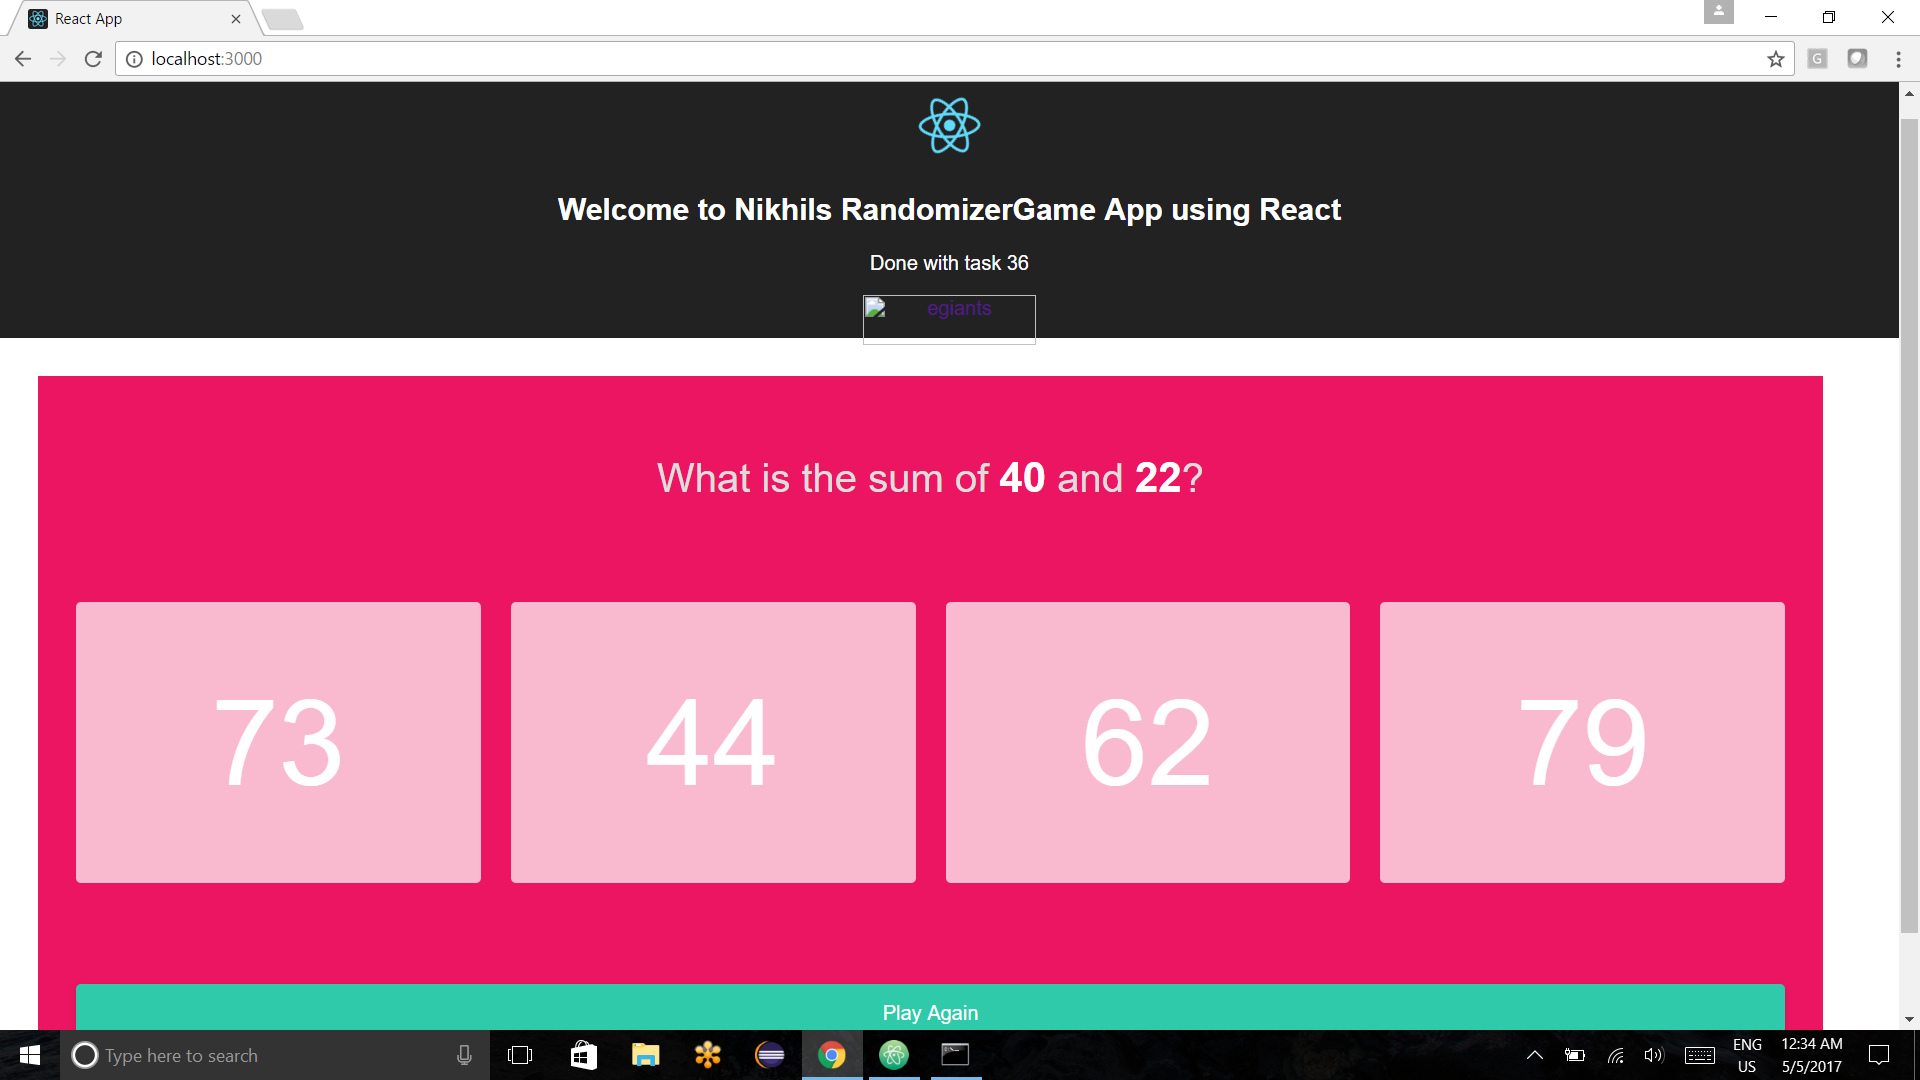 React App
localhost:3000
G
Welcome to Nikhils RandomizerGame App using React
Done with task 36
egiants
What is the sum of 40 and 22?
73 44 62 79
Play Again
Type here to search
ENG 12:34 AM
US 5/5/2017